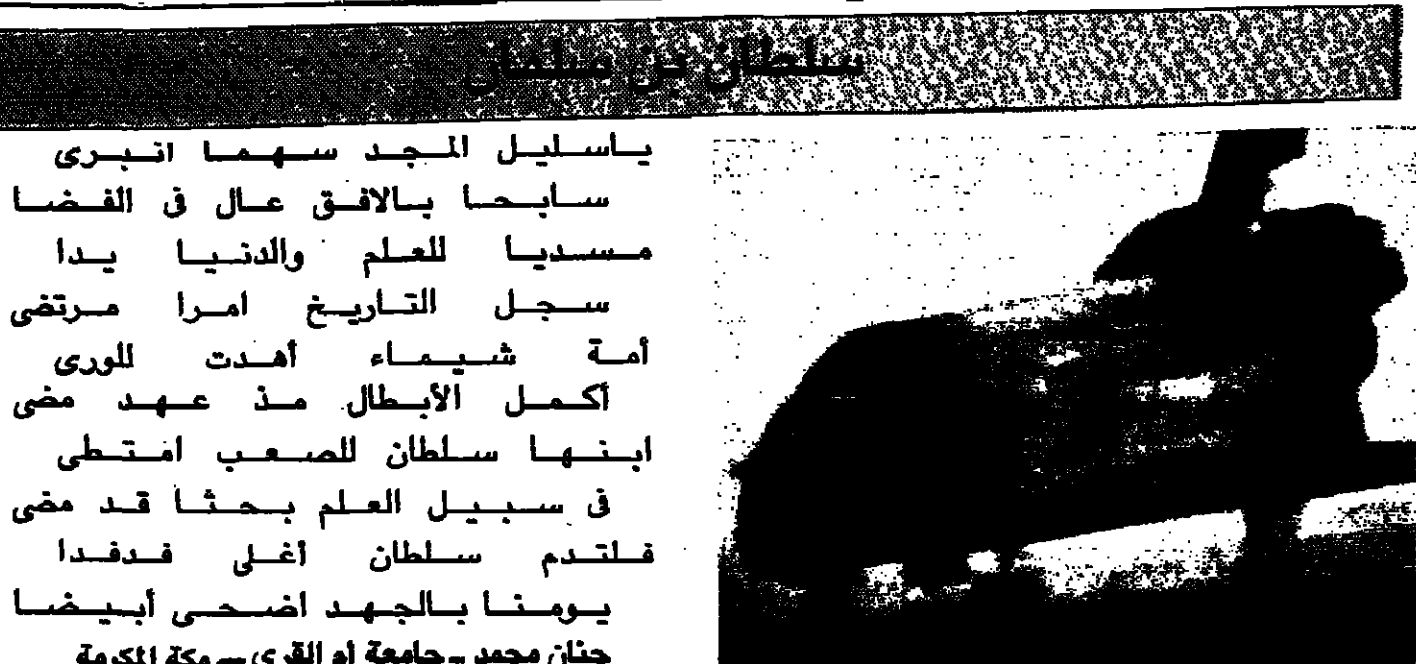 سلطان بن سلمان
ياسليل المجد سهما انبرى
سابحا بالافق عال فى الفضا
مسديا للعلم والدنيا يدا
سجل التاريخ امرا مرتضى
أمة شيماء أهدت للورى
أكمل الأبطال مذ عهد مضى
ابنها سلطان للصعب امتطى
فى سبيل العلم بحثا قد مضى
فلتدم سلطان أغلى فدفدا
يومنا بالجهد اضحى أبيضا
حنان محمد ـ جامعة أم القرى ـ مكة المكرمة